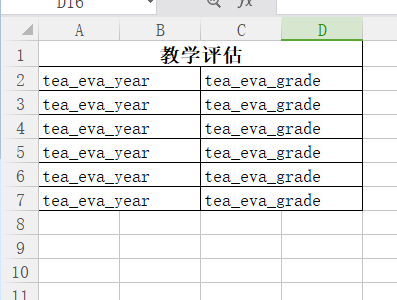 D16 fx
A B C D
1 教学评估
2 tea_eva_year tea_eva_grade
3 tea_eva_year tea_eva_grade
4 tea_eva_year tea_eva_grade
5 tea_eva_year tea_eva_grade
6 tea_eva_year tea_eva_grade
7 tea_eva_year tea_eva_grade
8
9
10
11